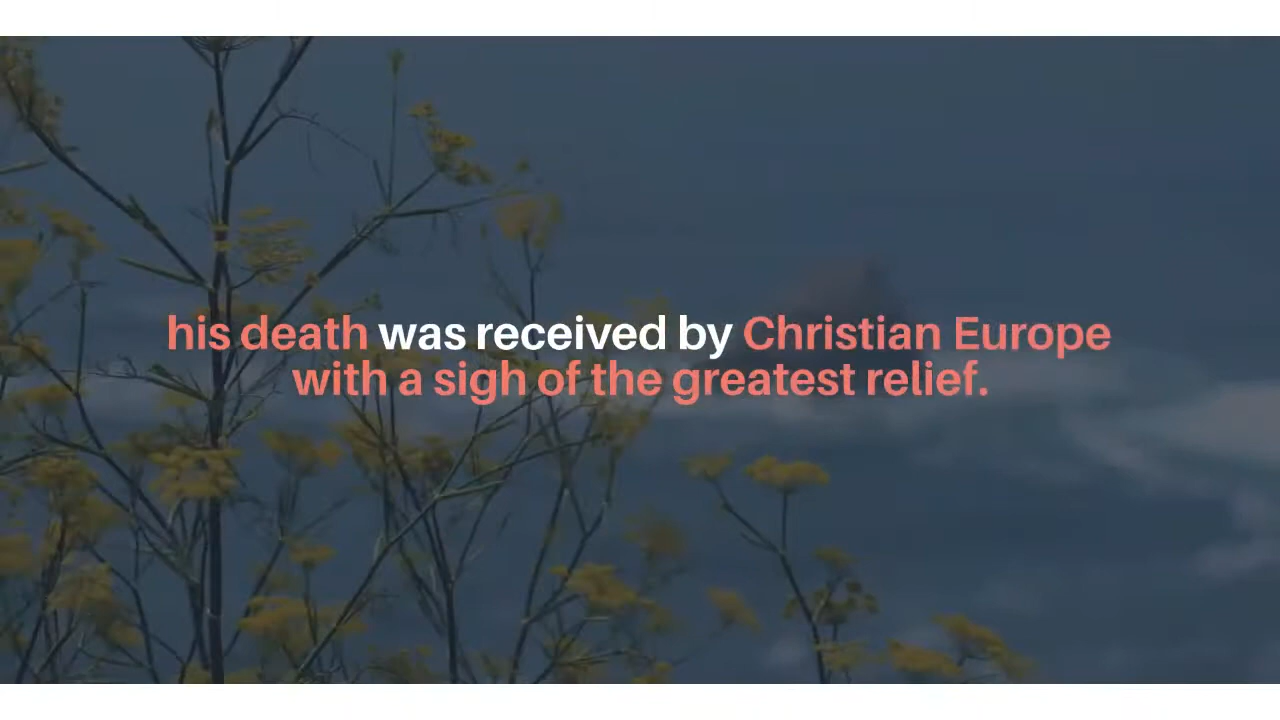 his death was received by Christian Europe
with a sigh of the greatest relief.